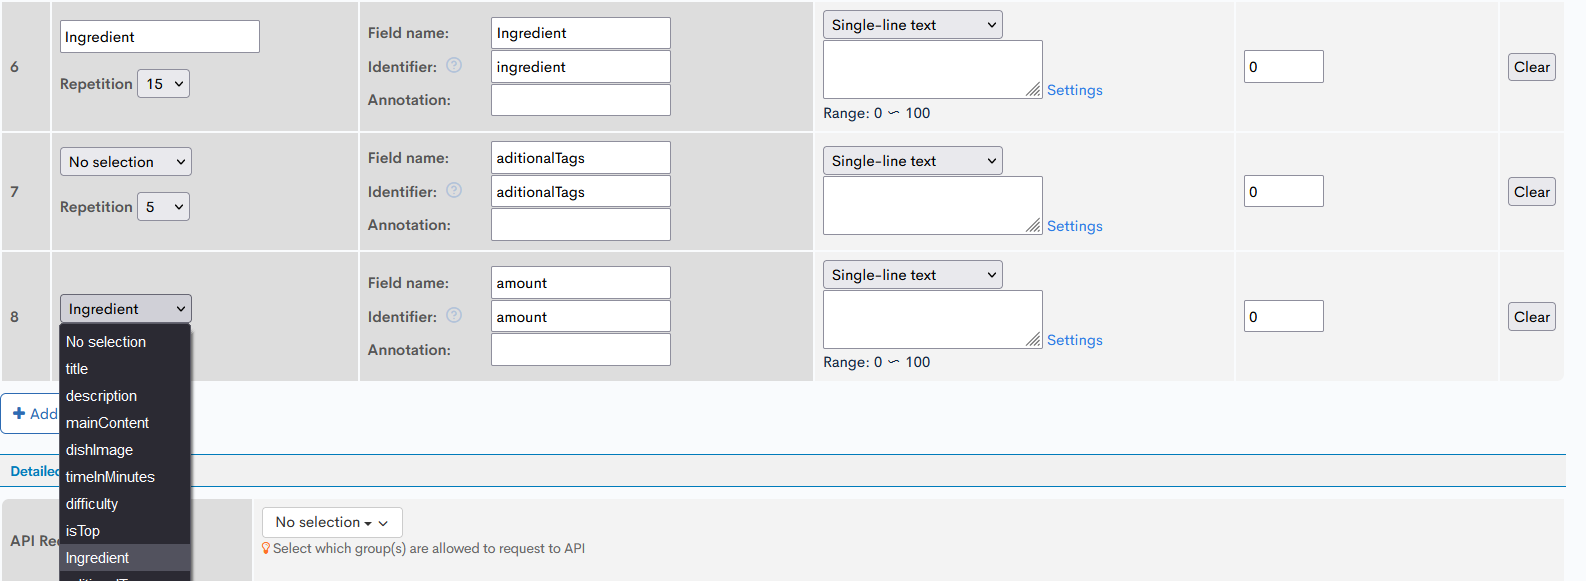 6
Ingredient
Repetition 15
Field name: Ingredient
Identifier: ingredient
Annotation:
Single-line text
Settings
Range: 0 ∽ 100
0
Clear
7
No selection
Repetition 5
Field name: aditionalTags
Identifier: aditionalTags
Annotation:
Single-line text
Settings
0
Clear
8
Ingredient
Field name: amount
Identifier: amount
Annotation:
Single-line text
Settings
Range: 0 ∽ 100
0
Clear
No selection
title
description
mainContent
dishImage
timeInMinutes
difficulty
isTop
Ingredient
Add
Detailed
API Re
No selection
Select which group(s) are allowed to request to API